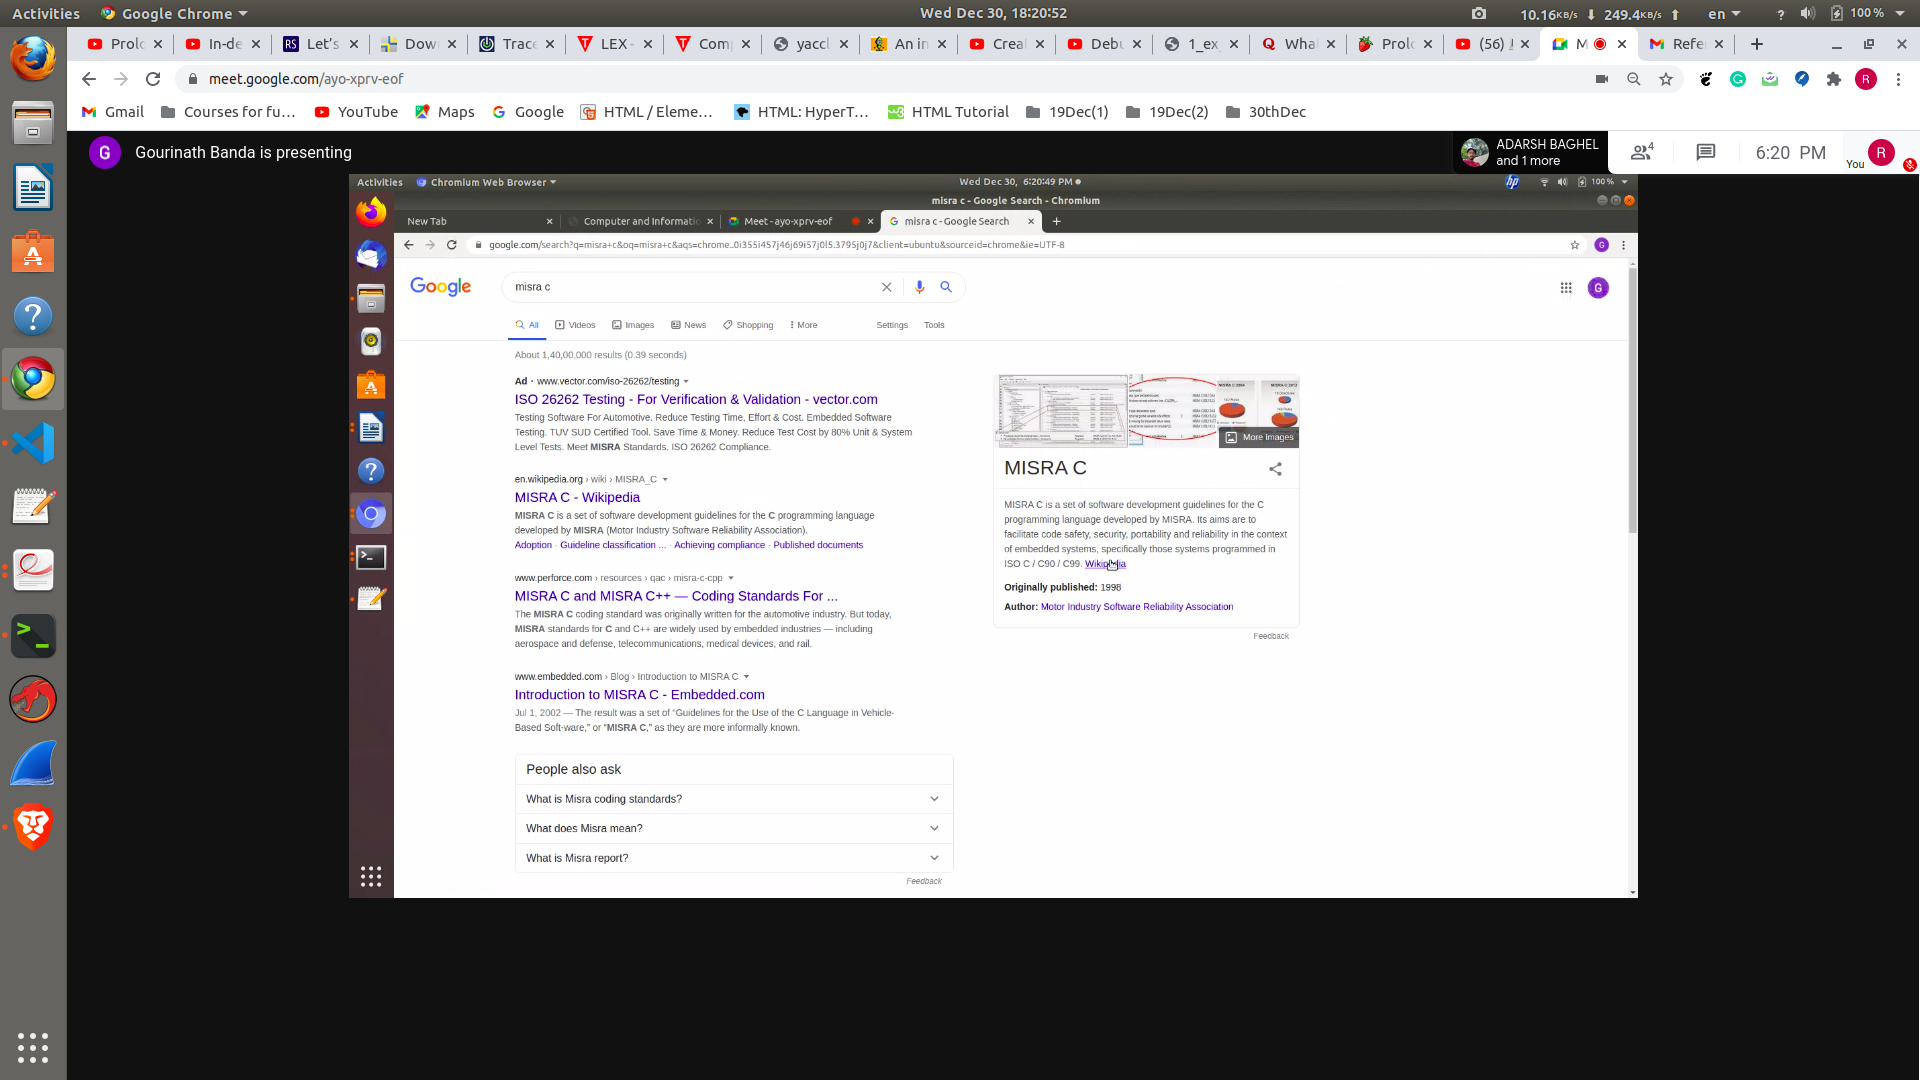 Activities Google Chrome Wed Dec 30, 18:20:52 10.16KB/s 249.4KB/s en ? 100%
Prolo In-de RS Let's Dow Trace LEX - Com yacc An in Crea Debu 1_ex Wha Prolo (56) M Refe
meet.google.com/ayo-xprv-eof R
Gmail Courses for fu... YouTube Maps Google HTML / Eleme... HTML: HyperT... HTML Tutorial 19Dec(1) 19Dec(2) 30thDec
G Gourinath Banda is presenting ADARSH BAGHEL and 1 more 4 6:20 PM You R
Activities Chromium Web Browser Wed Dec 30, 6:20:49 PM hp 100%
misra c - Google Search - Chromium
New Tab Computer and Informati Meet - ayo-xprv-eof misra c - Google Search
google.com/search?q=misra+c&oq=misra+c&aqs=chrome..0i355i457j46j69i57j0l5.3795j0j7&client=ubuntu&sourceid=chrome&ie=UTF-8 G
Google misra c G
All Videos Images News Shopping More Settings Tools
About 1,40,00,000 results (0.39 seconds)
Ad · www.vector.com/iso-26262/testing
ISO 26262 Testing - For Verification & Validation - vector.com
Testing Software For Automotive. Reduce Testing Time, Effort & Cost. Embedded Software
Testing. TUV SUD Certified Tool. Save Time & Money. Reduce Test Cost by 80% Unit & System
Level Tests. Meet MISRA Standards. ISO 26262 Compliance.
en.wikipedia.org › wiki › MISRA_C
MISRA C - Wikipedia
MISRA C is a set of software development guidelines for the C programming language
developed by MISRA (Motor Industry Software Reliability Association).
Adoption · Guideline classification ... · Achieving compliance · Published documents
www.perforce.com › resources › qac › misra-c-cpp
MISRA C and MISRA C++ — Coding Standards For ...
The MISRA C coding standard was originally written for the automotive industry. But today,
MISRA standards for C and C++ are widely used by embedded industries — including
aerospace and defense, telecommunications, medical devices, and rail.
www.embedded.com › Blog › Introduction to MISRA C
Introduction to MISRA C - Embedded.com
Jul 1, 2002 — The result was a set of "Guidelines for the Use of the C Language in Vehicle-
Based Soft-ware," or "MISRA C," as they are more informally known.
People also ask
What is Misra coding standards?
What does Misra mean?
What is Misra report?
Feedback
More images
MISRA C
MISRA C is a set of software development guidelines for the C
programming language developed by MISRA. Its aims are to
facilitate code safety, security, portability and reliability in the context
of embedded systems, specifically those systems programmed in
ISO C / C90 / C99. Wikipedia
Originally published: 1998
Author: Motor Industry Software Reliability Association
Feedback